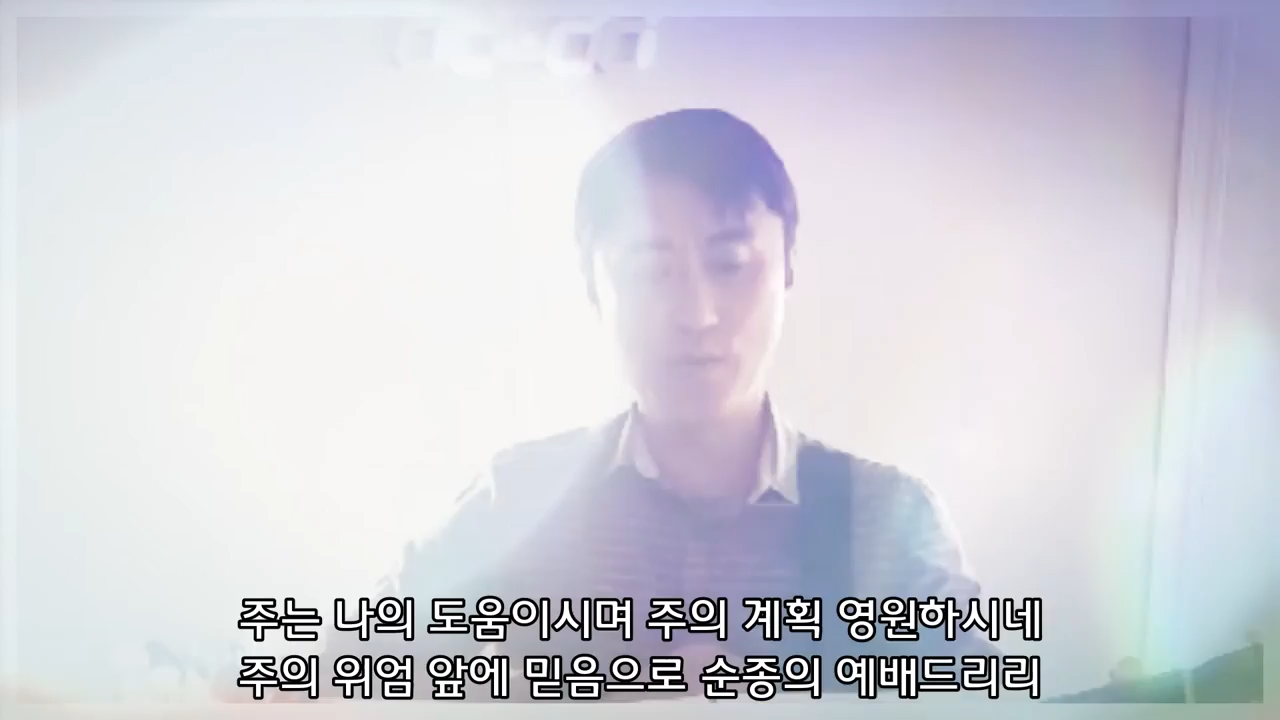 주는 나의 도움이시며 주의 계획 영원하시네
주의 위엄 앞에 믿음으로 순종의 예배드리리